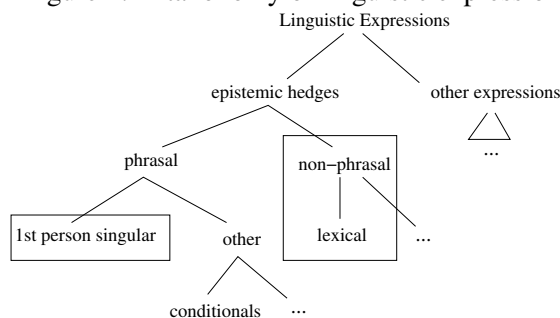 Linguistic Expressions
epistemic hedges other expressions
phrasal non−phrasal ...
1st person singular other lexical ...
conditionals ...